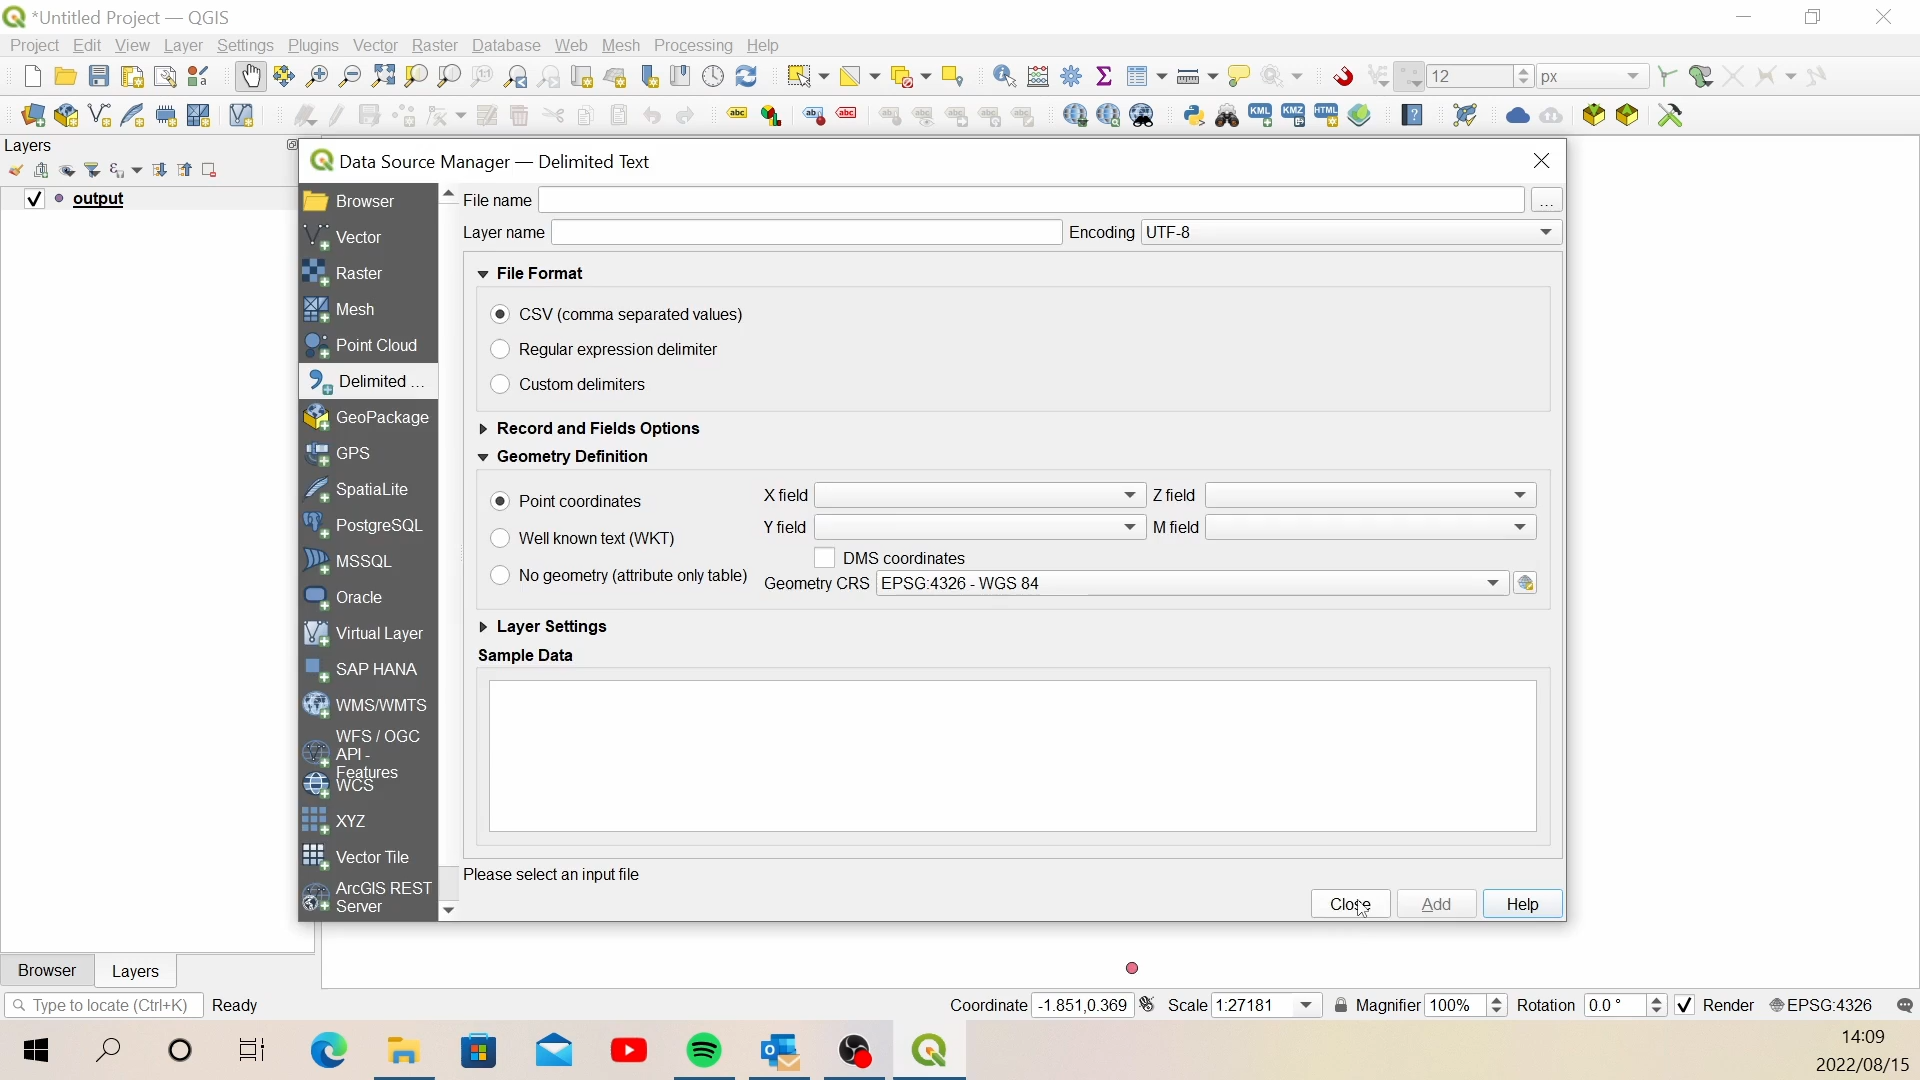 *Untitled Project — QGIS
Project Edit View Layer Settings Plugins Vector Raster Database Web Mesh Processing Help
12 px
abc abc abc KML KMZ HTML
Layers
output
Data Source Manager — Delimited Text
Browser
Vector
Raster
Mesh
Point Cloud
Delimited ...
GeoPackage
GPS
SpatiaLite
PostgreSQL
MSSQL
Oracle
Virtual Layer
SAP HANA
WMS/WMTS
WFS / OGC
API -
Features
WCS
XYZ
Vector Tile
ArcGIS REST
Server
File name ...
Layer name Encoding UTF-8
File Format
CSV (comma separated values)
Regular expression delimiter
Custom delimiters
Record and Fields Options
Geometry Definition
Point coordinates X field Z field
Well known text (WKT) Y field M field
DMS coordinates
No geometry (attribute only table) Geometry CRS EPSG:4326 - WGS 84
Layer Settings
Sample Data
Please select an input file
Close Add Help
Browser Layers
Type to locate (Ctrl+K) Ready Coordinate -1.851,0.369 Scale 1:27181 Magnifier 100% Rotation 0.0 ° Render EPSG:4326
14:09
2022/08/15